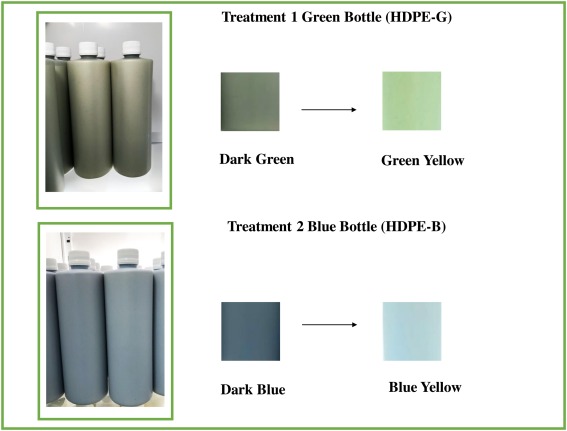 Treatment 1 Green Bottle (HDPE-G)
Dark Green
Green Yellow
Treatment 2 Blue Bottle (HDPE-B)
Dark Blue
Blue Yellow